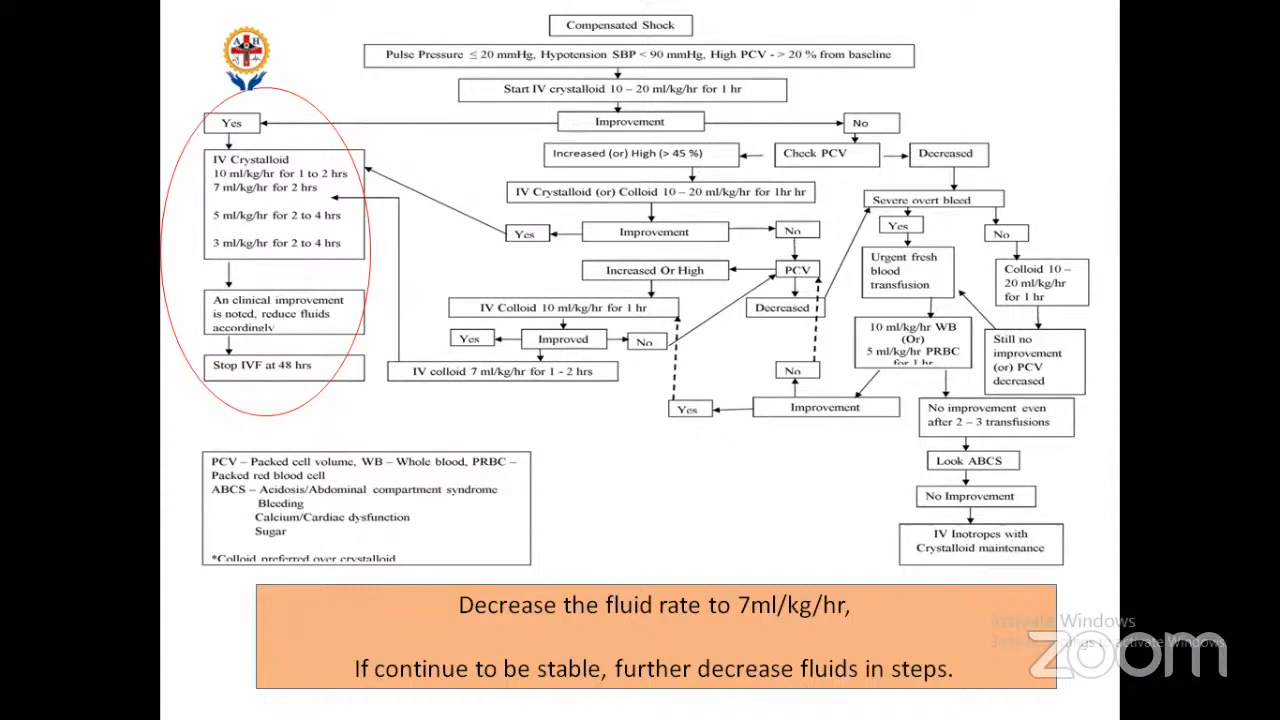 A H
Compensated Shock
Pulse Pressure ≤ 20 mmHg, Hypotension SBP < 90 mmHg, High PCV - > 20 % from baseline
Start IV crystalloid 10 – 20 ml/kg/hr for 1 hr
Yes
Improvement
No
IV Crystalloid
10 ml/kg/hr for 1 to 2 hrs
7 ml/kg/hr for 2 hrs
5 ml/kg/hr for 2 to 4 hrs
3 ml/kg/hr for 2 to 4 hrs
An clinical improvement
is noted, reduce fluids
accordingly
Stop IVF at 48 hrs
Increased (or) High (> 45 %)
Check PCV
Decreased
IV Crystalloid (or) Colloid 10 – 20 ml/kg/hr for 1hr hr
Yes
Improvement
No
Increased Or High
PCV
IV Colloid 10 ml/kg/hr for 1 hr
Decreased
Yes
Improved
No
IV colloid 7 ml/kg/hr for 1 - 2 hrs
No
Yes
Improvement
Severe overt bleed
Yes
No
Urgent fresh
blood
transfusion
Colloid 10 –
20 ml/kg/hr
for 1 hr
10 ml/kg/hr WB
(Or)
5 ml/kg/hr PRBC
for 1 hr
Still no
improvement
(or) PCV
decreased
No improvement even
after 2 – 3 transfusions
Look ABCS
No Improvement
IV Inotropes with
Crystalloid maintenance
PCV – Packed cell volume, WB – Whole blood, PRBC –
Packed red blood cell
ABCS – Acidosis/Abdominal compartment syndrome
Bleeding
Calcium/Cardiac dysfunction
Sugar
*Colloid preferred over crystalloid
Decrease the fluid rate to 7ml/kg/hr,
If continue to be stable, further decrease fluids in steps.
Activate Windows
to activate Windows
zoom